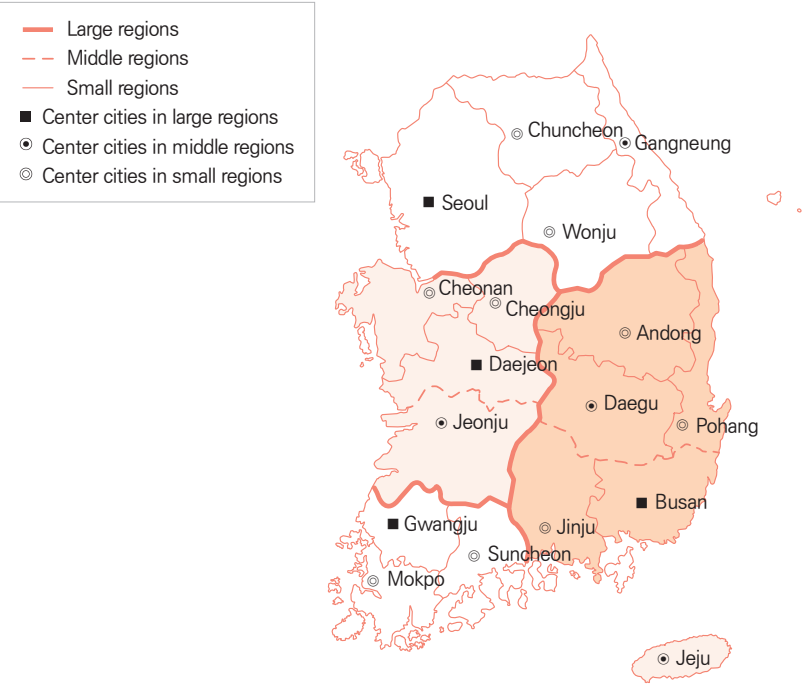 Large regions
Middle regions
Small regions
Center cities in large regions
Center cities in middle regions
Center cities in small regions
Chuncheon
Gangneung
Seoul
Wonju
Cheonan
Cheongju
Andong
Daejeon
Daegu
Jeonju
Pohang
Busan
Gwangju
Jinju
Suncheon
Mokpo
Jeju